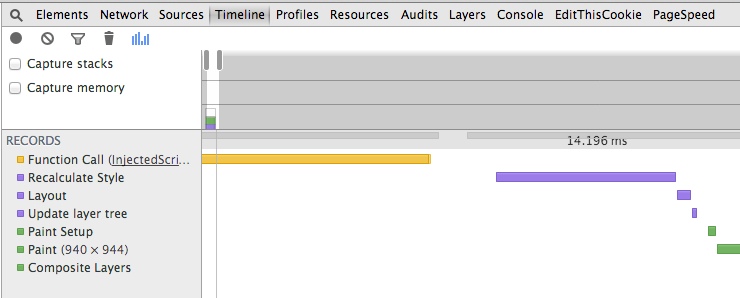 Elements Network Sources Timeline Profiles Resources Audits Layers Console EditThisCookie PageSpeed
Capture stacks
Capture memory
RECORDS
14.196 ms
Function Call (InjectedScri...
Recalculate Style
Layout
Update layer tree
Paint Setup
Paint (940 × 944)
Composite Layers